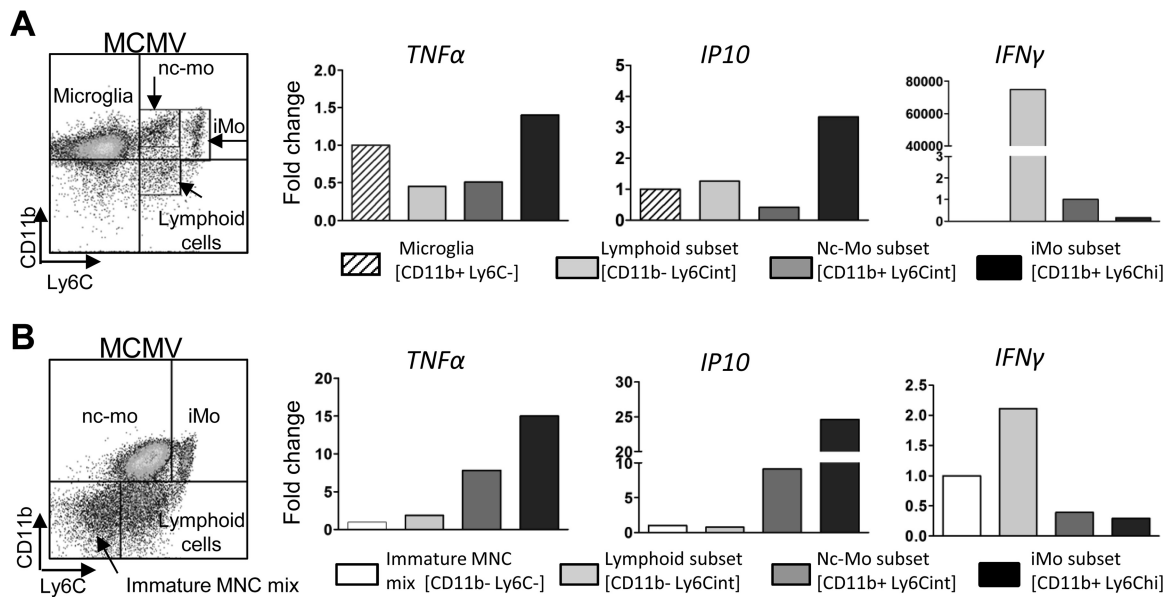 A
MCMV
nc-mo
Microglia
iMo
Lymphoid
cells
CD11b
Ly6C
TNFα
Fold change
2.0
1.5
1.0
0.5
0.0
IP10
5
4
3
2
1
0
IFNγ
80000
40000
3
2
1
0
Microglia
[CD11b+ Ly6C-]
Lymphoid subset
[CD11b- Ly6Cint]
Nc-Mo subset
[CD11b+ Ly6Cint]
iMo subset
[CD11b+ Ly6Chi]
B
MCMV
nc-mo
iMo
Lymphoid
cells
CD11b
Ly6C
Immature MNC mix
TNFα
Fold change
20
15
10
5
0
IP10
30
25
20
10
5
0
IFNγ
2.5
2.0
1.5
1.0
0.5
0.0
Immature MNC
mix [CD11b- Ly6C-]
Lymphoid subset
[CD11b- Ly6Cint]
Nc-Mo subset
[CD11b+ Ly6Cint]
iMo subset
[CD11b+ Ly6Chi]